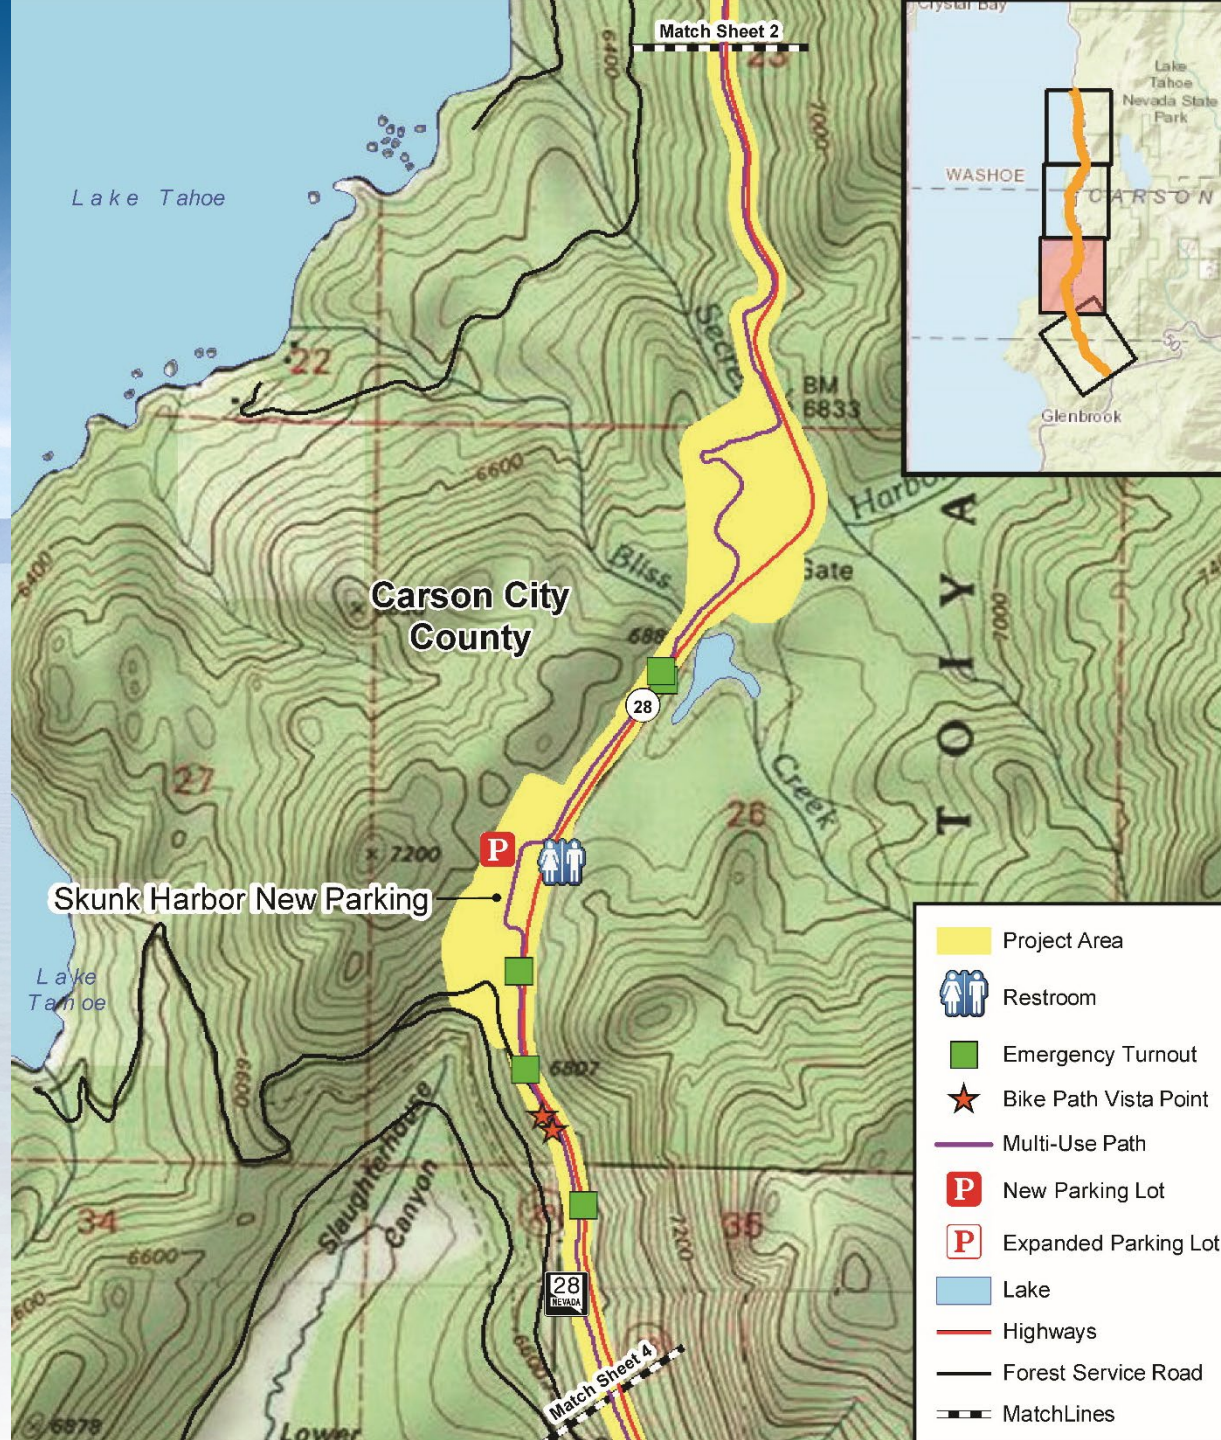 Match Sheet 2
23
6400
7000
Lake Tahoe
Crystal Bay
Lake
Tahoe
Nevada State
Park
WASHOE
CARSON
50
Glenbrook
22
Secret
BM
6833
6600
Harbor
6400
Bliss
Gate
Carson City
County
TOIYA
7000
28
Creek
27
26
7200
P
Skunk Harbor New Parking
Lake
Tahoe
6600
6807
Slaughterhouse
Canyon
34
35
6600
7200
28
NEVADA
6600
Match Sheet 4
6878
Lower
Project Area
Restroom
Emergency Turnout
Bike Path Vista Point
Multi-Use Path
P New Parking Lot
P Expanded Parking Lot
Lake
Highways
Forest Service Road
MatchLines